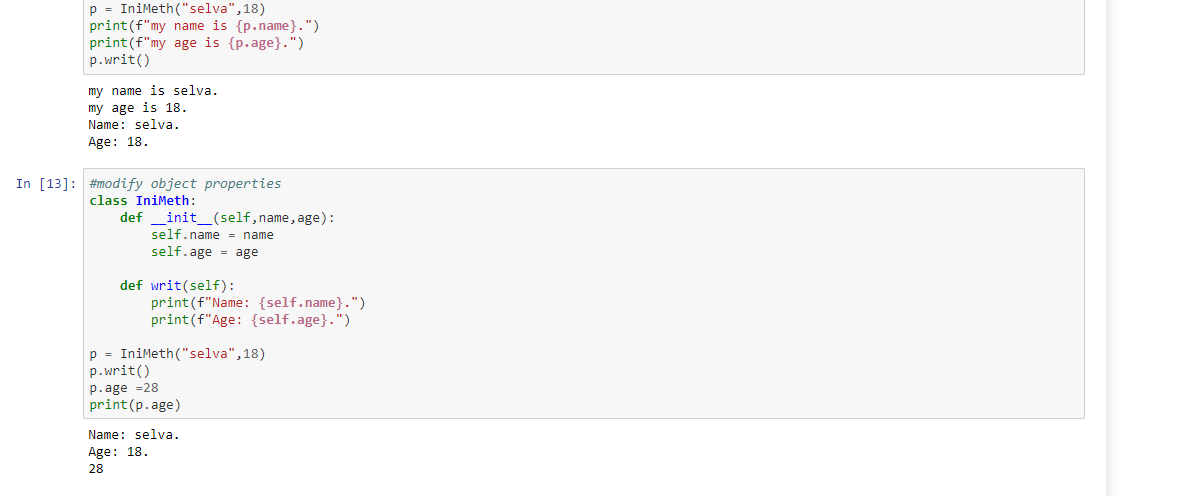 p = IniMeth("selva",18)
print(f"my name is {p.name}.")
print(f"my age is {p.age}.")
p.writ()
my name is selva.
my age is 18.
Name: selva.
Age: 18.
In [13]: #modify object properties
class IniMeth:
    def __init__(self,name,age):
        self.name = name
        self.age = age
    def writ(self):
        print(f"Name: {self.name}.")
        print(f"Age: {self.age}.")
p = IniMeth("selva",18)
p.writ()
p.age =28
print(p.age)
Name: selva.
Age: 18.
28